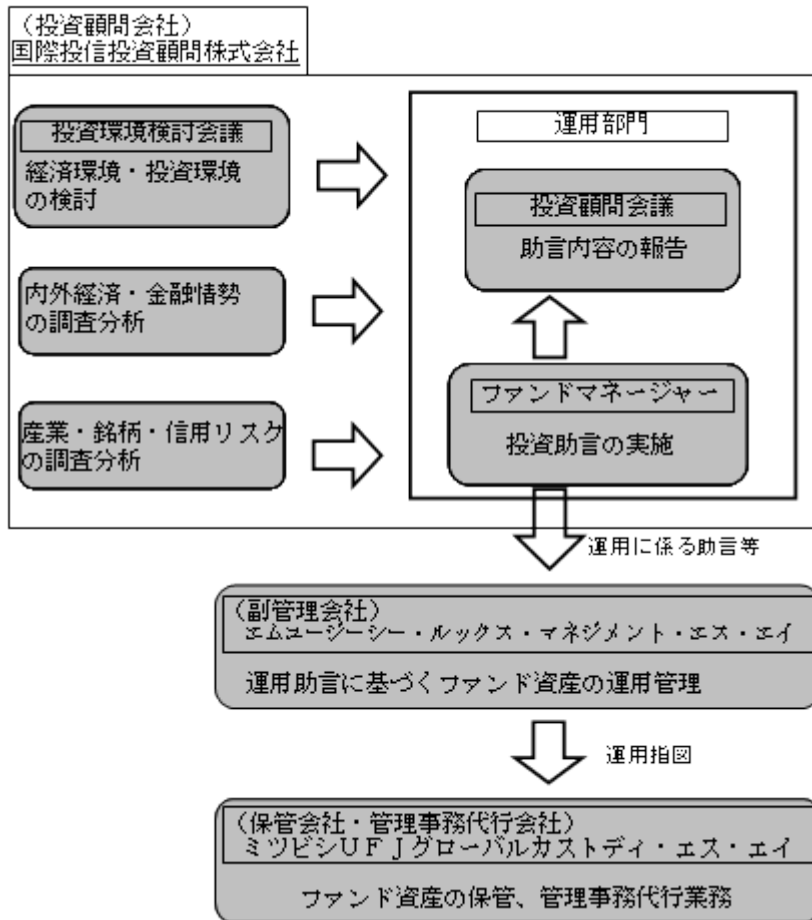 （投資顧問会社）
国際投信投資顧問株式会社
投資環境検討会議
経済環境・投資環境
の検討
内外経済・金融情勢
の調査分析
産業・銘柄・信用リスク
の調査分析
運用部門
投資顧問会議
助言内容の報告
ファンドマネージャー
投資助言の実施
運用に係る助言等
（副管理会社）
エムユージーシー・ルックス・マネジメント・エス・エイ
運用助言に基づくファンド資産の運用管理
運用指図
（保管会社・管理事務代行会社）
ミツビシＵＦＪグローバルカストディ・エス・エイ
ファンド資産の保管、管理事務代行業務